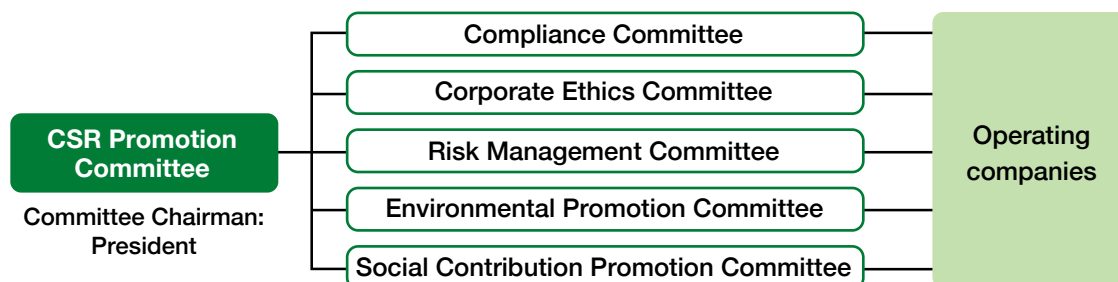 CSR Promotion
Committee
Committee Chairman:
President
Compliance Committee
Corporate Ethics Committee
Risk Management Committee
Environmental Promotion Committee
Social Contribution Promotion Committee
Operating
companies